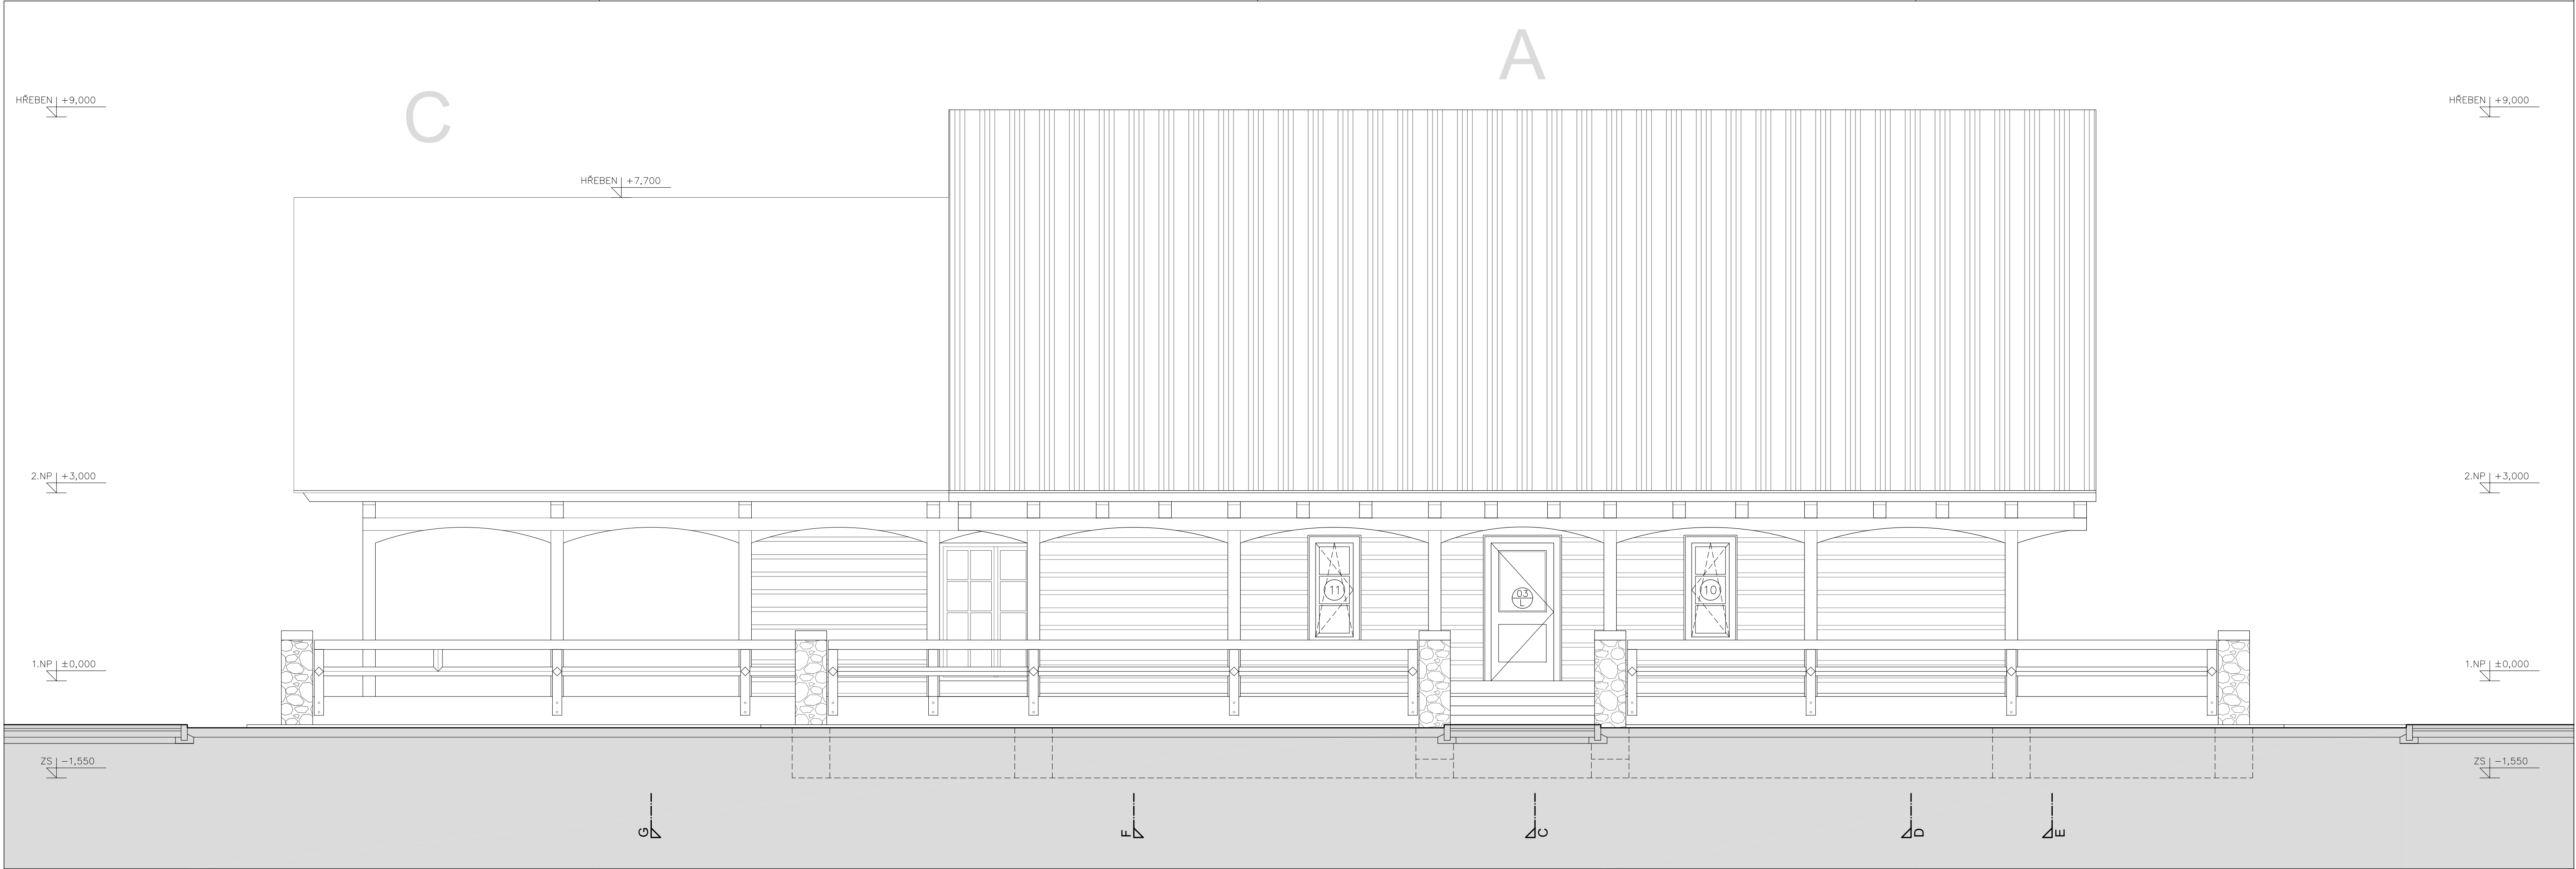 A
C
HŘEBEN +9,000
HŘEBEN +9,000
HŘEBEN +7,700
2.NP +3,000
2.NP +3,000
11
03
L
10
1.NP ±0,000
1.NP ±0,000
ZS -1,550
ZS -1,550
G
F
C
D
E